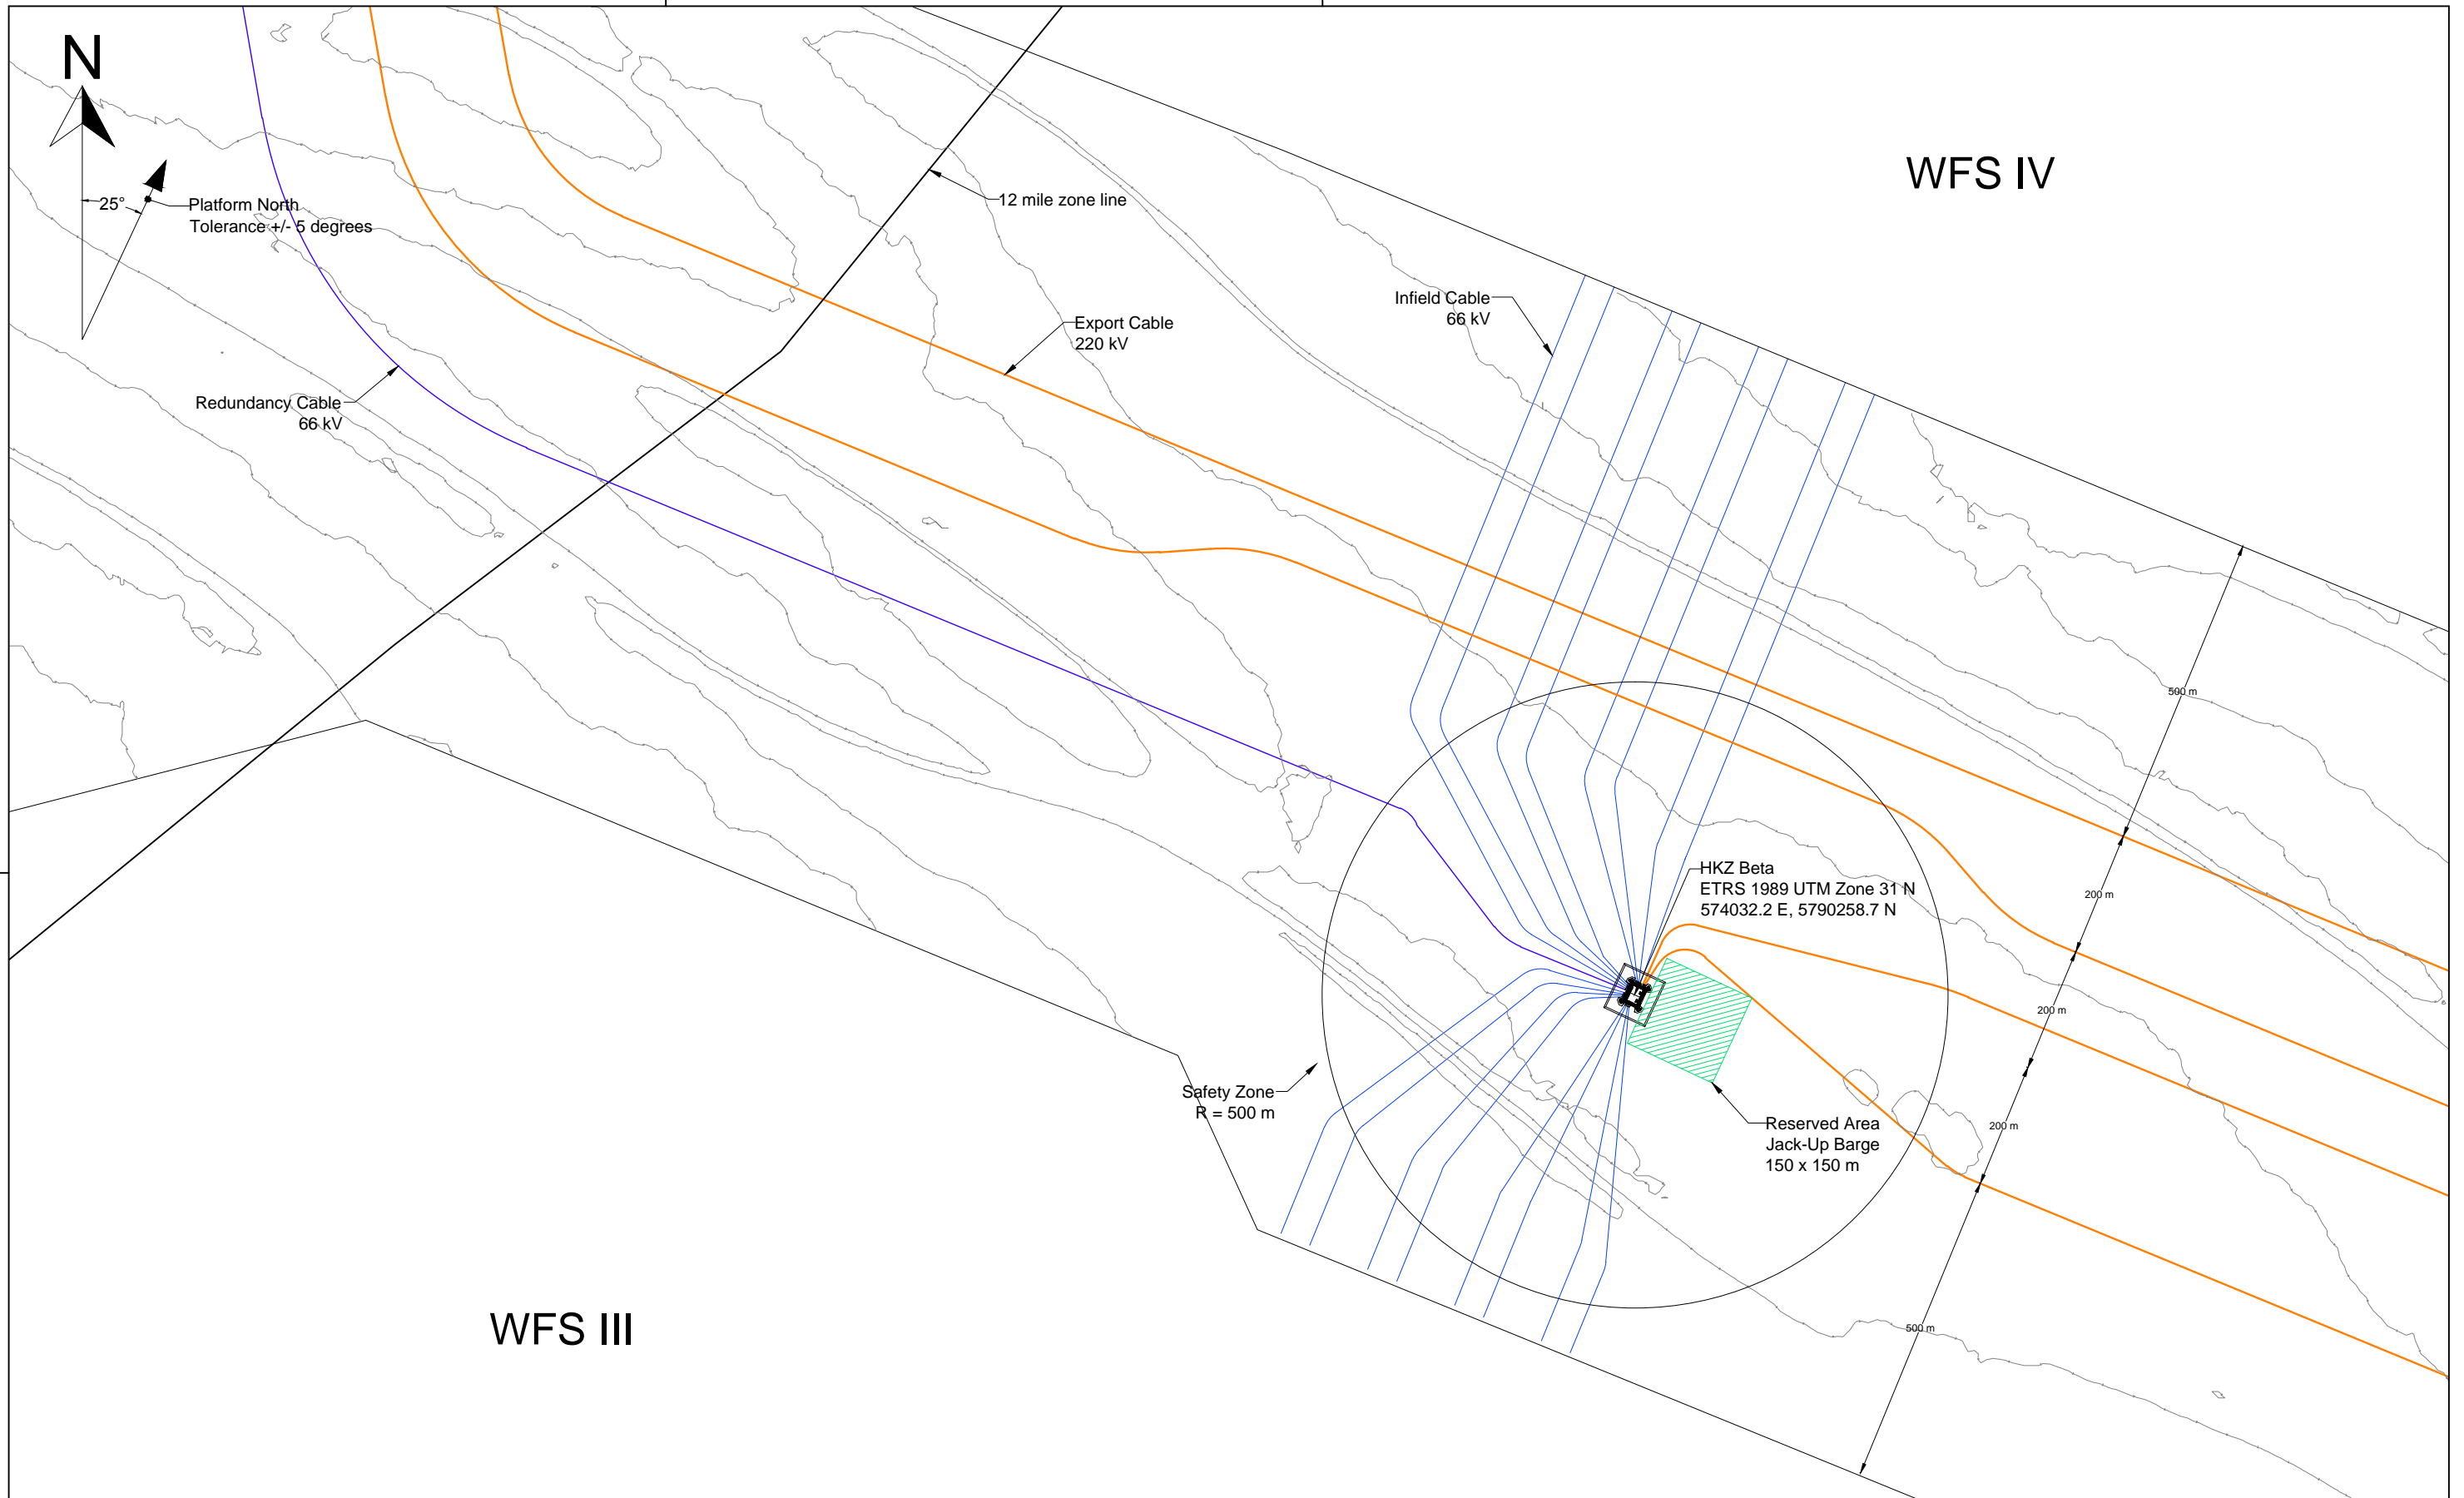 N
WFS IV
25°
Platform North
Tolerance +/- 5 degrees
12 mile zone line
Infield Cable
66 kV
Export Cable
220 kV
Redundancy Cable
66 kV
500 m
HKZ Beta
ETRS 1989 UTM Zone 31 N
574032.2 E, 5790258.7 N
200 m
200 m
Safety Zone
R = 500 m
Reserved Area
Jack-Up Barge
150 x 150 m
200 m
WFS III
500 m